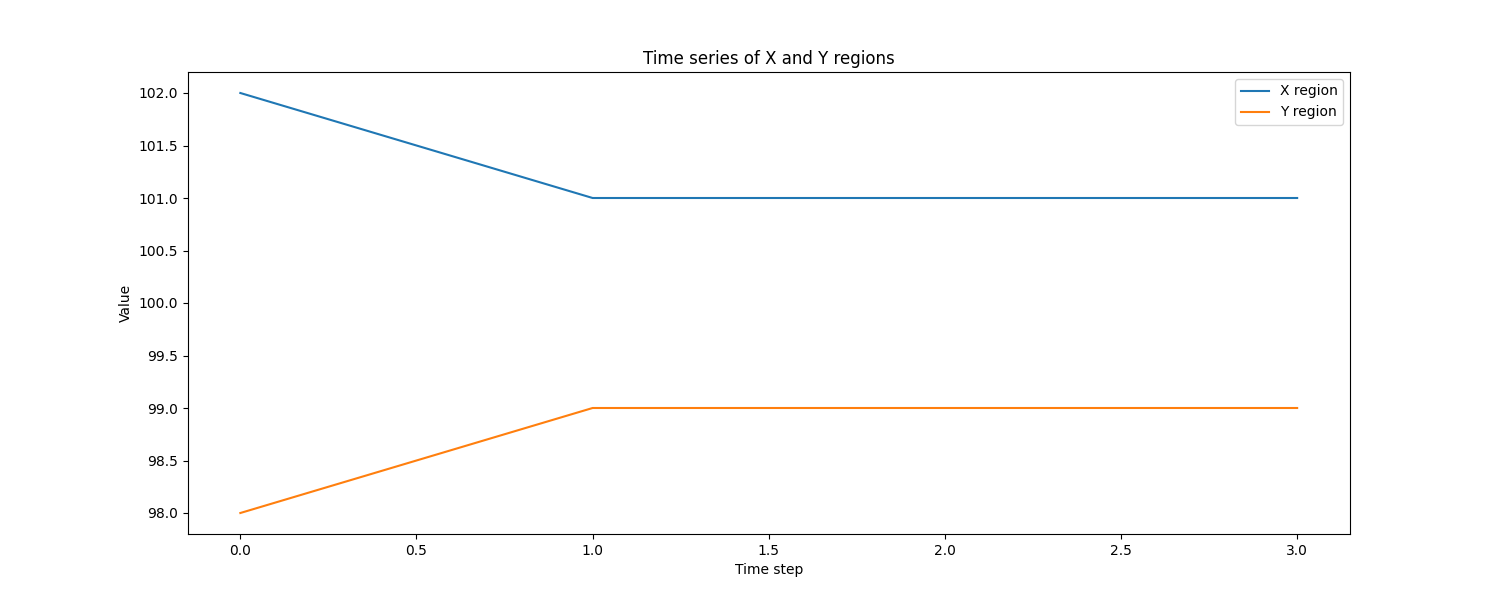 Time series of X and Y regions
X region
Y region
102.0
101.5
101.0
100.5
100.0
99.5
99.0
98.5
98.0
Value
0.0 0.5 1.0 1.5 2.0 2.5 3.0
Time step